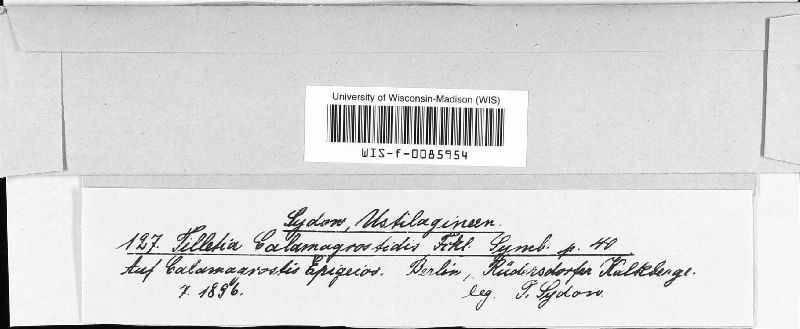 University of Wisconsin-Madison (WIS)
WIS-f-0085954
Sydow, Ustilagineen.
127. Tilletia Calamagrostidis Fckl. Symb. p. 40
Auf Calamagrostis Epigeios. Berlin, Rüdersdorfer Kalkberge.
7. 1896. leg. P. Sydow.